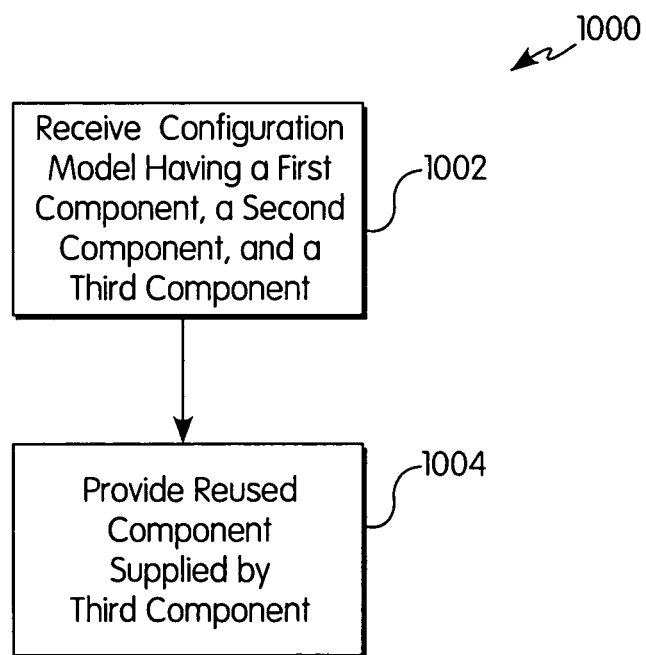 1000
Receive Configuration
Model Having a First
Component, a Second
Component, and a
Third Component
1002
Provide Reused
Component
Supplied by
Third Component
1004